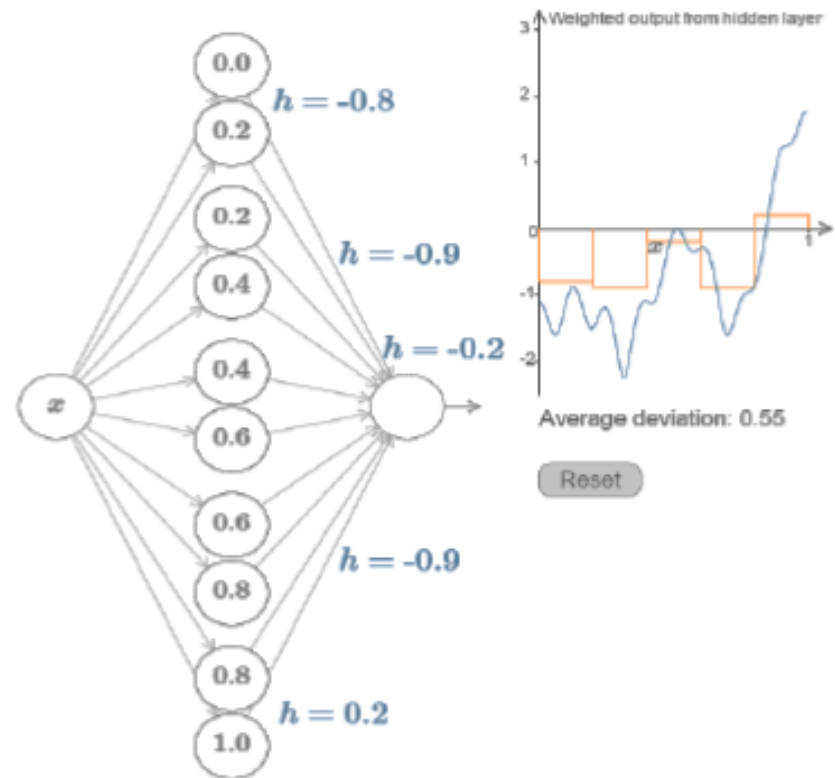 0.0
h = -0.8
0.2
0.2
h = -0.9
0.4
h = -0.2
0.4
x
0.6
0.6
h = -0.9
0.8
0.8
h = 0.2
1.0
Weighted output from hidden layer
3
2
1
0
x
1
-1
-2
Average deviation: 0.55
Reset